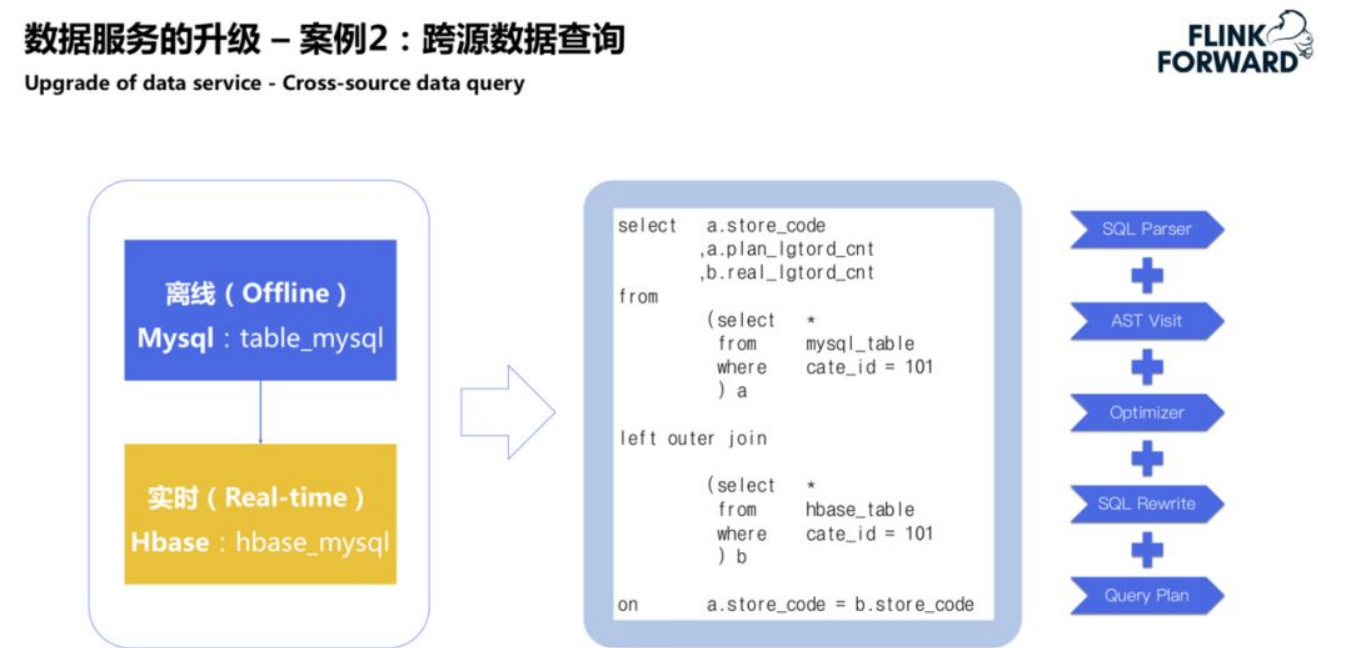 数据服务的升级 – 案例2：跨源数据查询
Upgrade of data service - Cross-source data query
FLINK
FORWARD
离线（Offline）
Mysql：table_mysql
实时（Real-time）
Hbase：hbase_mysql
select a.store_code
,a.plan_lgtord_cnt
,b.real_lgtord_cnt
from
(select *
from mysql_table
where cate_id = 101
) a
left outer join
(select *
from hbase_table
where cate_id = 101
) b
on a.store_code = b.store_code
SQL Parser
AST Visit
Optimizer
SQL Rewrite
Query Plan